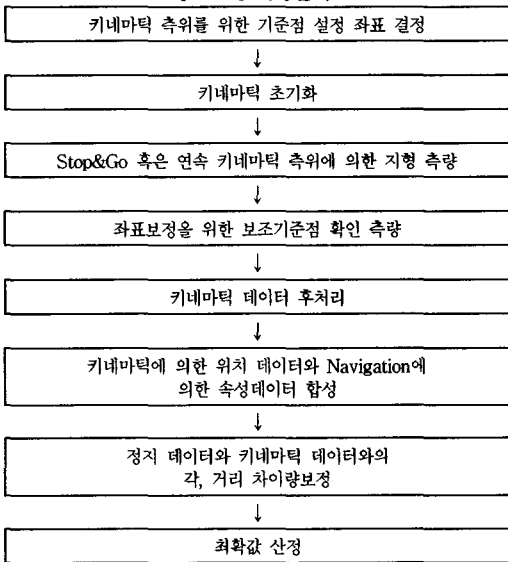 키네마틱 측위를 위한 기준점 설정 좌표 결정
↓
키네마틱 초기화
↓
Stop&Go 혹은 연속 키네마틱 측위에 의한 지형 측량
↓
좌표보정을 위한 보조기준점 확인 측량
↓
키네마틱 데이터 후처리
↓
키네마틱에 의한 위치 데이터와 Navigation에
의한 속성데이터 합성
↓
정지 데이터와 키네마틱 데이터와의
각, 거리 차이량보정
↓
최확값 산정